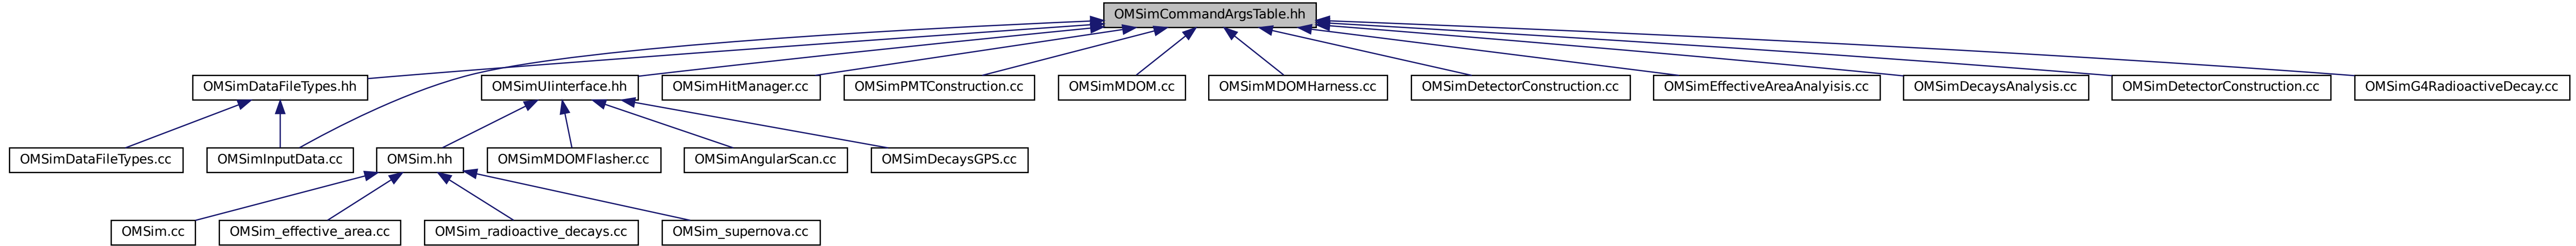 OMSimCommandArgsTable.hh
OMSimDataFileTypes.hh
OMSimUIinterface.hh
OMSimHitManager.cc
OMSimPMTConstruction.cc
OMSimMDOM.cc
OMSimMDOMHarness.cc
OMSimDetectorConstruction.cc
OMSimEffectiveAreaAnalyisis.cc
OMSimDecaysAnalysis.cc
OMSimDetectorConstruction.cc
OMSimG4RadioactiveDecay.cc
OMSimDataFileTypes.cc
OMSimInputData.cc
OMSim.hh
OMSimMDOMFlasher.cc
OMSimAngularScan.cc
OMSimDecaysGPS.cc
OMSim.cc
OMSim_effective_area.cc
OMSim_radioactive_decays.cc
OMSim_supernova.cc